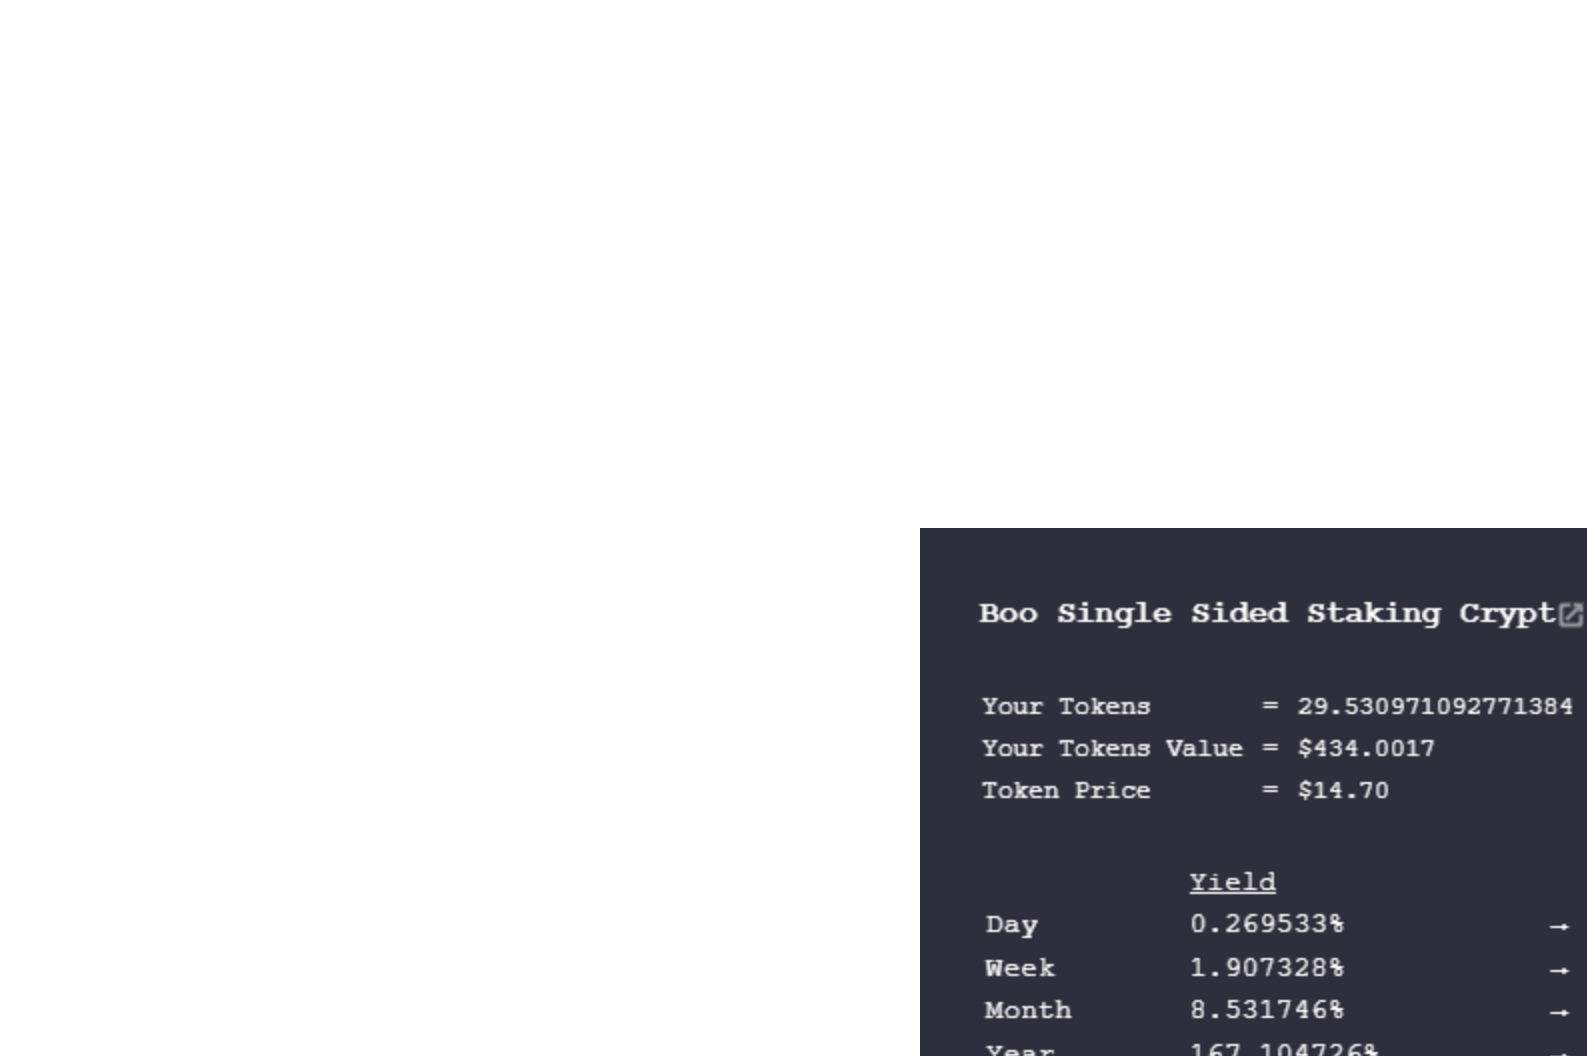 Boo Single Sided Staking Crypt
Your Tokens = 29.530971092771384
Your Tokens Value = $434.0017
Token Price = $14.70
Yield
Day 0.269533% →
Week 1.907328% →
Month 8.531746% →
Year 167.104726% →